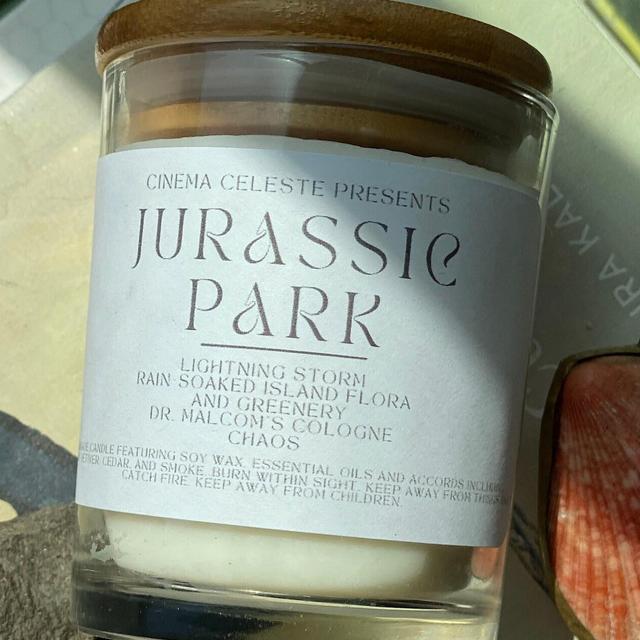 CINEMA CELESTE PRESENTS
JURASSIC
PARK
LIGHTNING STORM
RAIN-SOAKED ISLAND FLORA
AND GREENERY
DR. MALCOM'S COLOGNE
CHAOS
CANDLE FEATURING SOY WAX, ESSENTIAL OILS AND ACCORDS
CEDAR, AND SMOKE. BURN WITHIN SIGHT. KEEP AWAY FROM THINGS
CATCH FIRE. KEEP AWAY FROM CHILDREN.